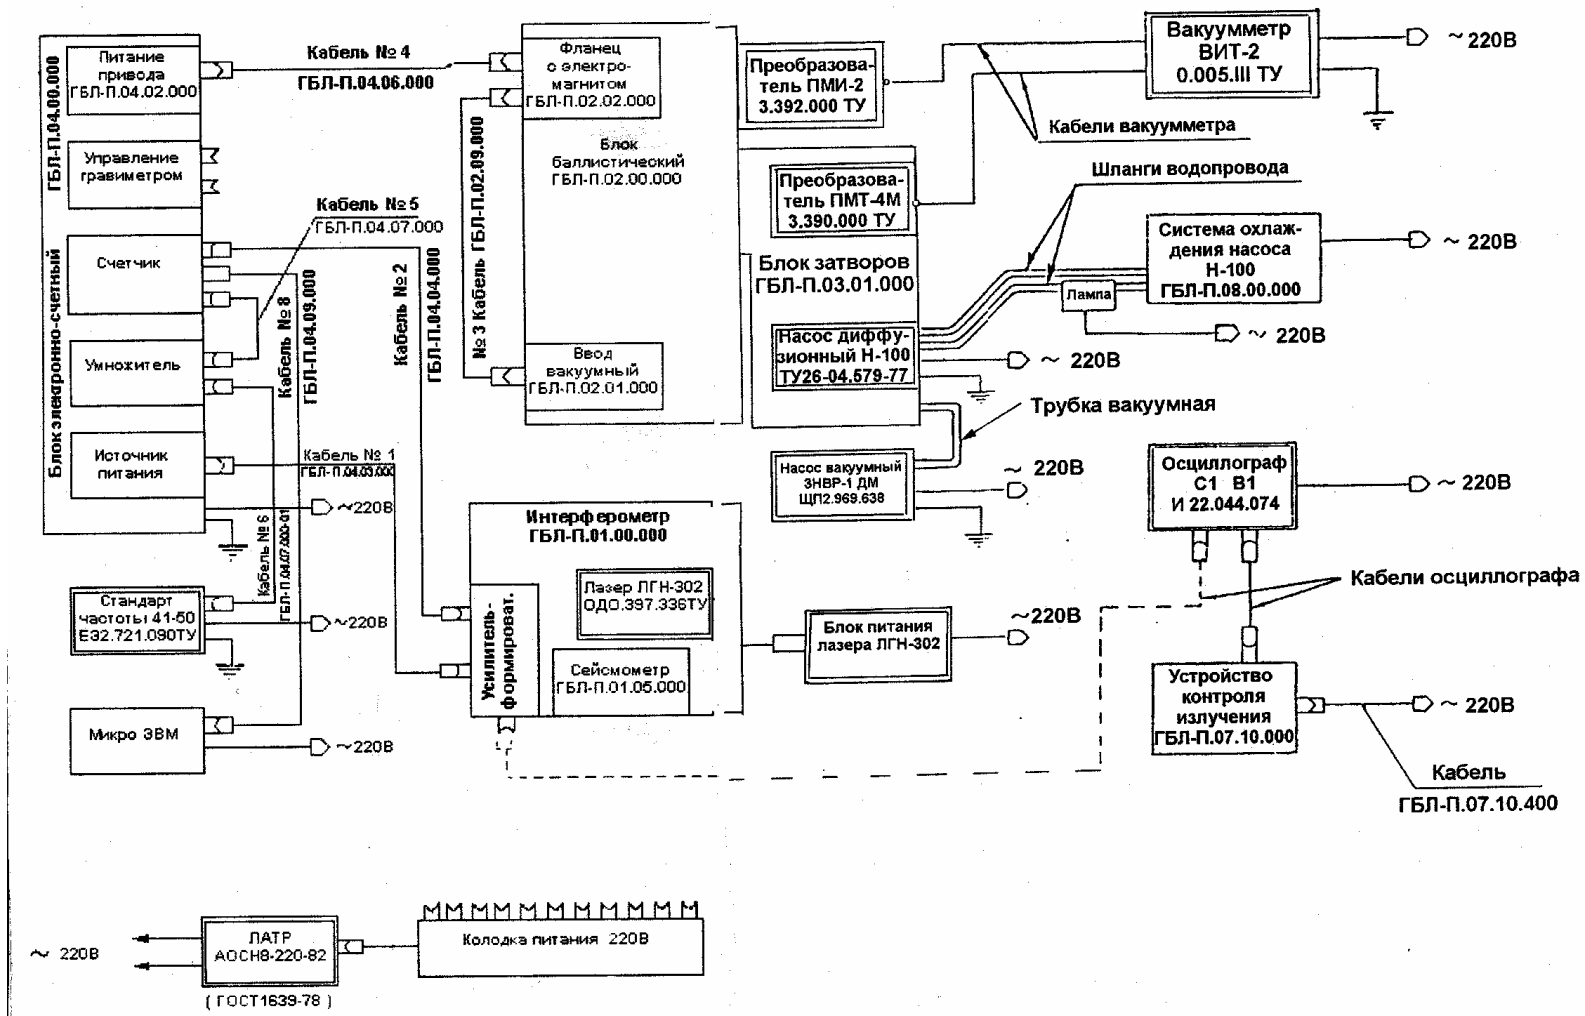 Блок электронно-счетный
ГБЛ-П.04.00.000
Питание
привода
ГБЛ-П.04.02.000
Управление
гравиметром
Счетчик
Умножитель
Источник
питания
~220В
Стандарт
частоты 41-50
ЕЭ2.721.090ТУ
~220В
Микро ЭВМ
~220В
Кабель № 4
ГБЛ-П.04.06.000
Кабель №5
ГБЛ-П.04.07.000
Кабель № 8
ГБЛ-П.04.09.000
Кабель № 2
ГБЛ-П.04.04.000
№ 3 Кабель ГБЛ-П.02.09.000
Кабель № 1
ГБЛ-П.04.03.000
Кабель № 6
ГБЛ-П.04.07.000-01
Фланец
с электро-
магнитом
ГБЛ-П.02.02.000
Блок
баллистический
ГБЛ-П.02.00.000
Ввод
вакуумный
ГБЛ-П.02.01.000
Преобразова-
тель ПМИ-2
3.392.000 ТУ
Преобразова-
тель ПМТ-4М
3.390.000 ТУ
Блок затворов
ГБЛ-П.03.01.000
Насос диффу-
зионный Н-100
ТУ26-04.579-77
~ 220В
Насос вакуумный
3НВР-1 ДМ
ЩП2.969.638
~ 220В
Трубка вакуумная
Вакуумметр
ВИТ-2
0.005.III ТУ
~ 220В
Кабели вакуумметра
Шланги водопровода
Система охлаж-
дения насоса
Н-100
ГБЛ-П.08.00.000
~ 220В
Лампа
~ 220В
Интерферометр
ГБЛ-П.01.00.000
Усилитель-
формироват.
Лазер ЛГН-302
ОДО.397.336ТУ
Сейсмометр
ГБЛ-П.01.05.000
Блок питания
лазера ЛГН-302
~220В
Осциллограф
С1 В1
И 22.044.074
~ 220В
Кабели осциллографа
Устройство
контроля
излучения
ГБЛ-П.07.10.000
~ 220В
Кабель
ГБЛ-П.07.10.400
~ 220В
ЛАТР
АОСН8-220-82
( ГОСТ1639-78 )
Колодка питания 220В